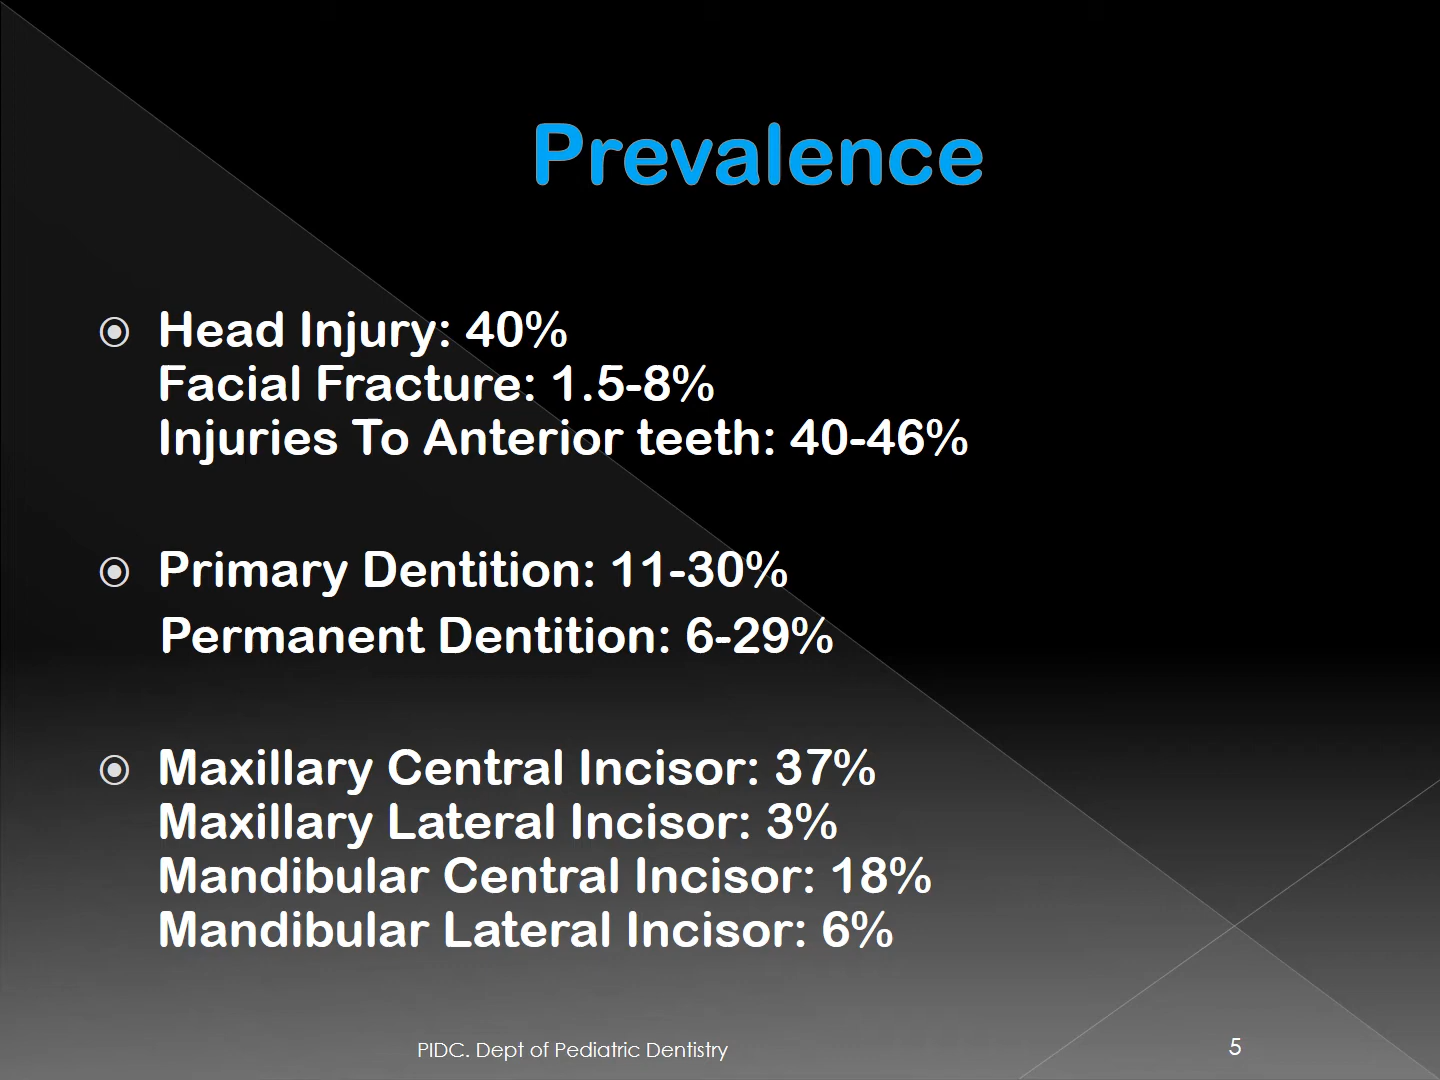 Prevalence
Head Injury: 40%
Facial Fracture: 1.5-8%
Injuries To Anterior teeth: 40-46%
Primary Dentition: 11-30%
Permanent Dentition: 6-29%
Maxillary Central Incisor: 37%
Maxillary Lateral Incisor: 3%
Mandibular Central Incisor: 18%
Mandibular Lateral Incisor: 6%
PIDC. Dept of Pediatric Dentistry
5